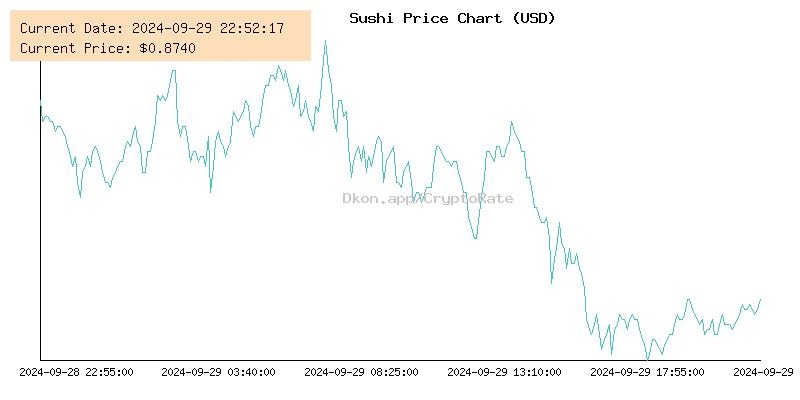 Sushi Price Chart (USD)
Current Date: 2024-09-29 22:52:17
Current Price: $0.8740
Dkon.app/CryptoRate
2024-09-28 22:55:00 2024-09-29 03:40:00 2024-09-29 08:25:00 2024-09-29 13:10:00 2024-09-29 17:55:00 2024-09-29